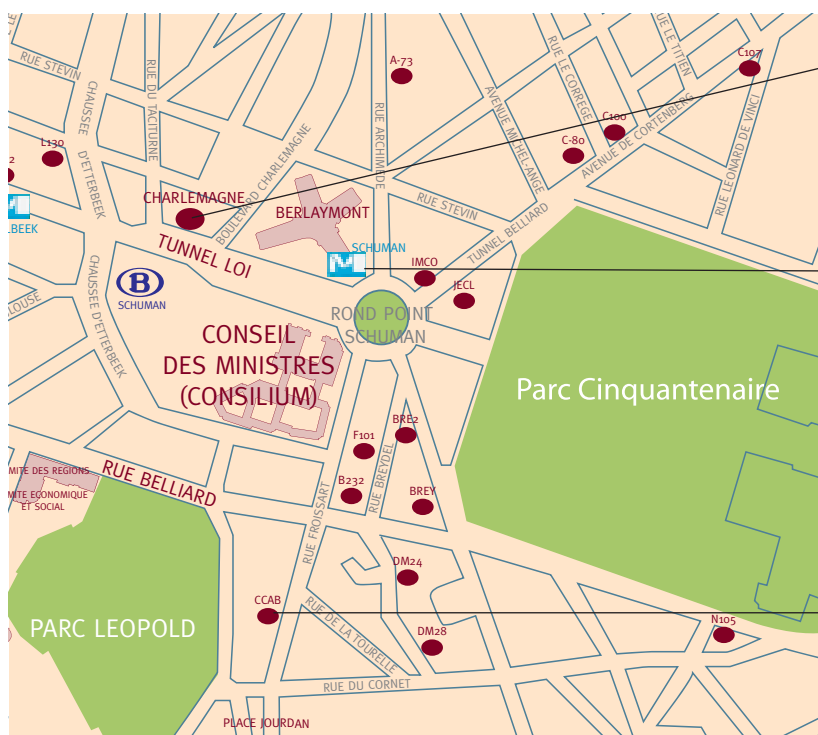 RUE STEVIN
CHAUSSEE
D'ETTERBEEK
RUE DU TACITURNE
BOULEVARD CHARLEMAGNE
RUE ARCHIMEDE
A-73
AVENUE MICHEL-ANGE
RUE LE CORREGE
RUE LE TITIEN
C107
C100
C-80
AVENUE DE CORTENBERG
RUE LEONARD DE VINCI
L130
CHARLEMAGNE
BERLAYMONT
RUE STEVIN
TUNNEL BELLIARD
M
LBEEK
TUNNEL LOI
SCHUMAN
M
IMCO
JECL
B
SCHUMAN
CHAUSSEE D'ETTERBEEK
ROND POINT
SCHUMAN
CONSEIL
DES MINISTRES
(CONSILIUM)
Parc Cinquantenaire
BRE2
F101
RUE BREYDEL
B232
BREY
RUE FROISSART
MITE DES REGIONS
MITE ECONOMIQUE
ET SOCIAL
RUE BELLIARD
DM24
CCAB
RUE DE LA TOURELLE
DM28
N105
PARC LEOPOLD
RUE DU CORNET
PLACE JOURDAN